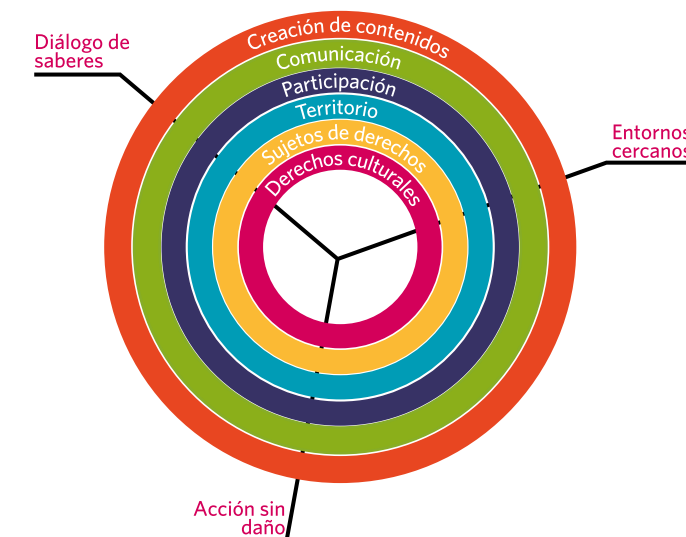 Creación de contenidos
Diálogo de
saberes
Comunicación
Participación
Territorio
Entornos
cercanos
Sujetos de derechos
Derechos culturales
Acción sin
daño